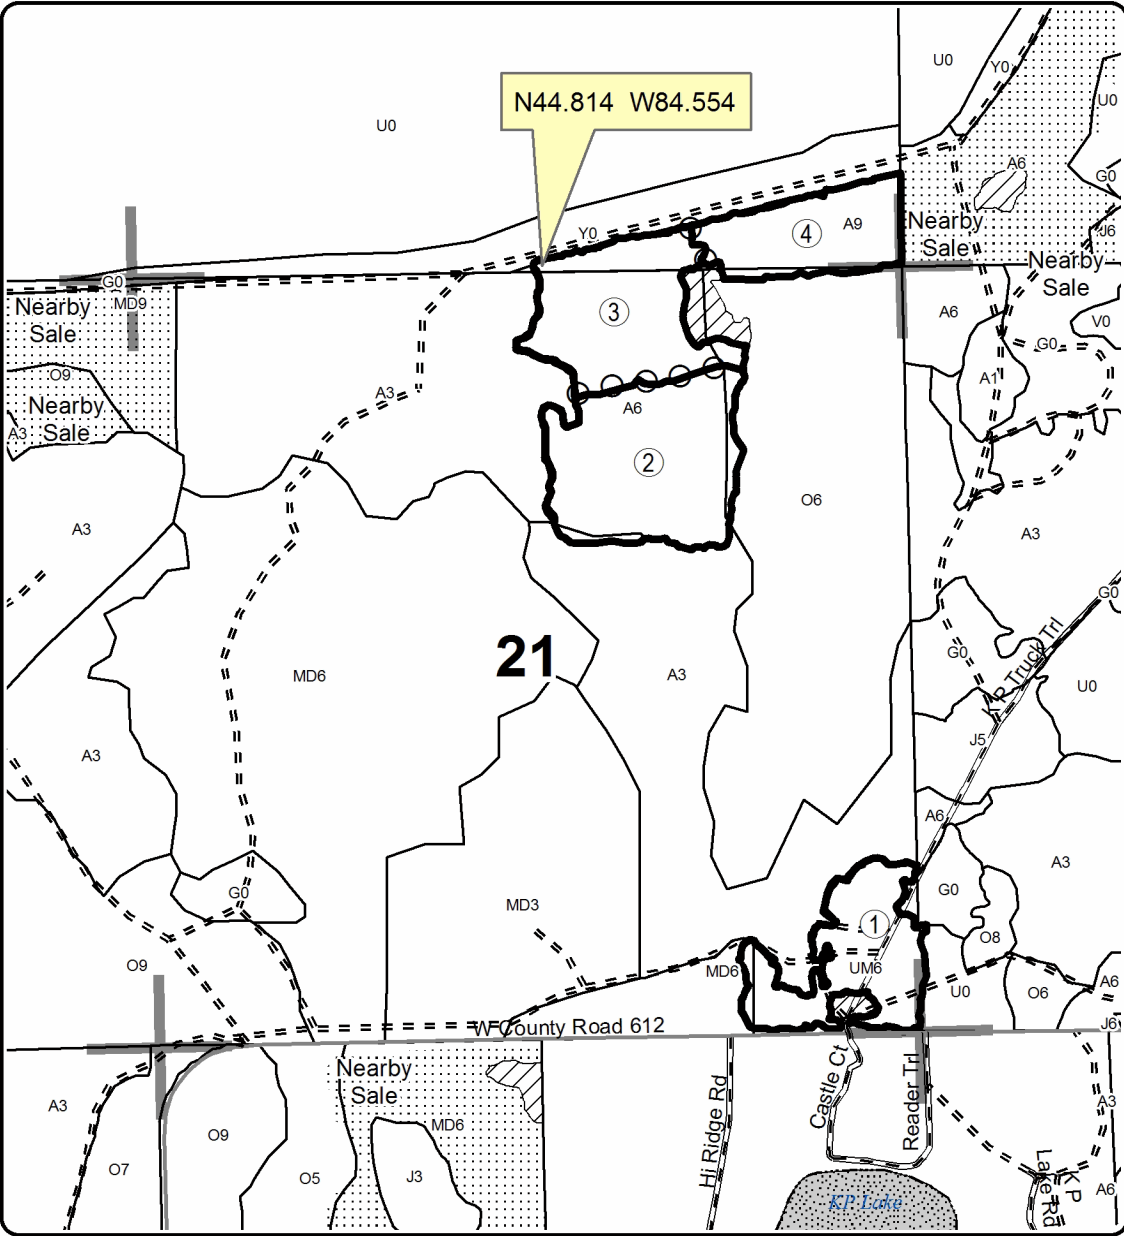 U0
Y0
U0
N44.814 W84.554
U0
A6
G0
Y0
A9
4
Nearby
Sale
J6
Nearby
Sale
G0
MD9
Nearby
Sale
3
A6
V0
G0
O9
A1
A3
Nearby
Sale
A3
A6
2
O6
A3
A3
G0
KP Truck Trl
G0
21
MD6
A3
U0
J5
A3
A6
A3
G0
G0
MD3
1
O8
O9
MD6
UM6
U0
O6
A6
W County Road 612
J6
Nearby
Sale
Hi Ridge Rd
Castle Ct
Reader Trl
A3
A3
O9
MD6
O7
O5
J3
KP Lake
KP
Lake Rd
A6